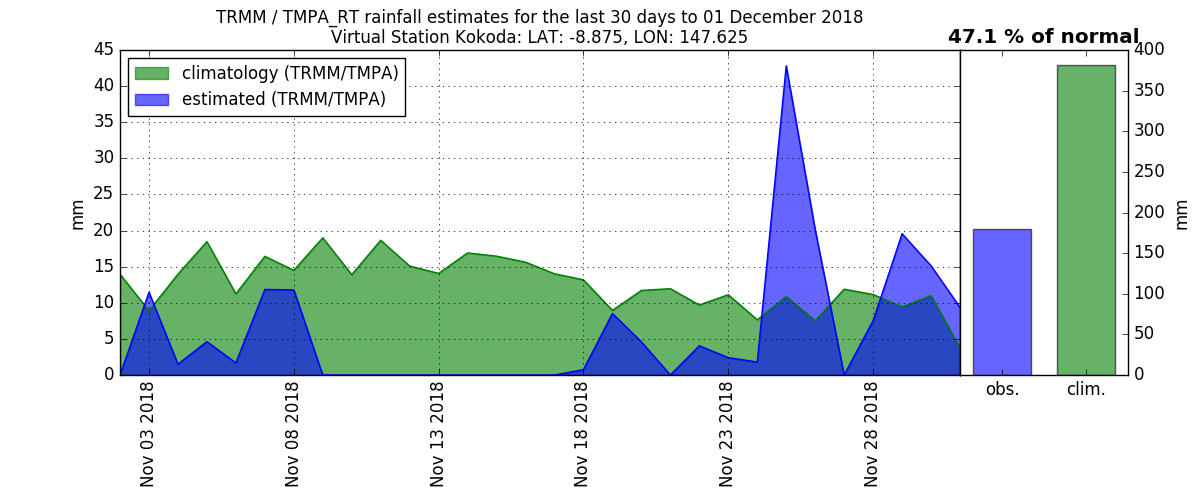 TRMM / TMPA_RT rainfall estimates for the last 30 days to 01 December 2018
Virtual Station Kokoda: LAT: -8.875, LON: 147.625
47.1 % of normal
climatology (TRMM/TMPA)
estimated (TRMM/TMPA)
mm
45
40
35
30
25
20
15
10
5
0
Nov 03 2018
Nov 08 2018
Nov 13 2018
Nov 18 2018
Nov 23 2018
Nov 28 2018
obs.
clim.
400
350
300
250
200
150
100
50
0
mm